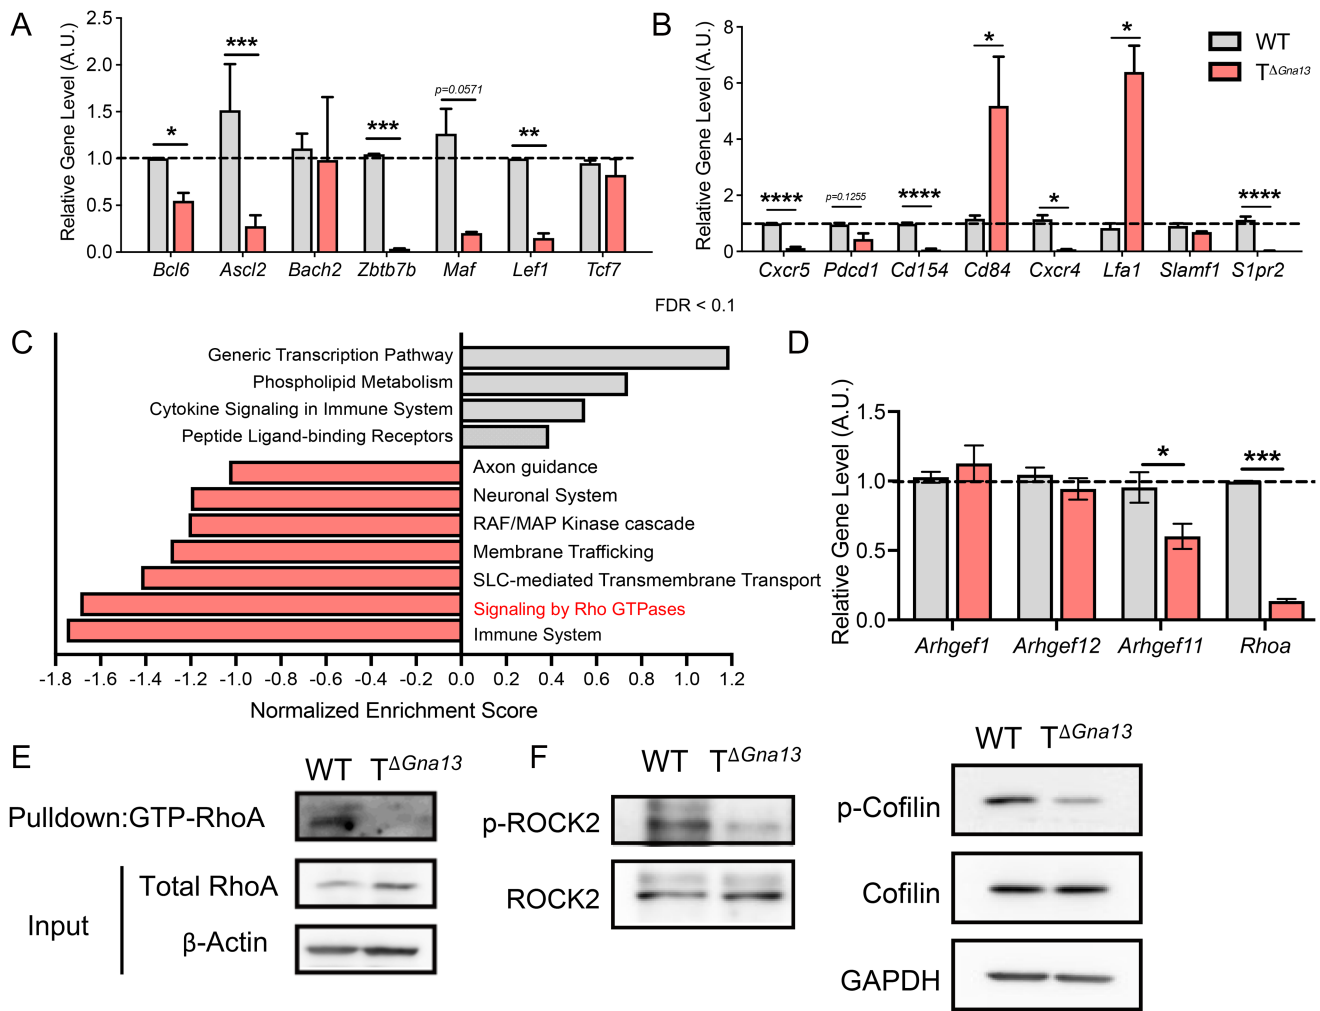 A
Relative Gene Level (A.U.)
2.5
2.0
1.5
1.0
0.5
0.0
*
***
***
p=0.0571
**
Bcl6 Ascl2 Bach2 Zbtb7b Maf Lef1 Tcf7
B
Relative Gene Level (A.U.)
8
6
4
2
0
****
p=0.1255
****
*
*
*
****
Cxcr5 Pdcd1 Cd154 Cd84 Cxcr4 Lfa1 Slamf1 S1pr2
WT
TΔGna13
FDR < 0.1
C
Generic Transcription Pathway
Phospholipid Metabolism
Cytokine Signaling in Immune System
Peptide Ligand-binding Receptors
Axon guidance
Neuronal System
RAF/MAP Kinase cascade
Membrane Trafficking
SLC-mediated Transmembrane Transport
Signaling by Rho GTPases
Immune System
-1.8 -1.6 -1.4 -1.2 -1.0 -0.8 -0.6 -0.4 -0.2 0.0 0.2 0.4 0.6 0.8 1.0 1.2
Normalized Enrichment Score
D
Relative Gene Level (A.U.)
1.5
1.0
0.5
0.0
*
***
Arhgef1 Arhgef12 Arhgef11 Rhoa
E
WT TΔGna13
Pulldown:GTP-RhoA
Input
Total RhoA
β-Actin
F
WT TΔGna13
p-ROCK2
ROCK2
WT TΔGna13
p-Cofilin
Cofilin
GAPDH